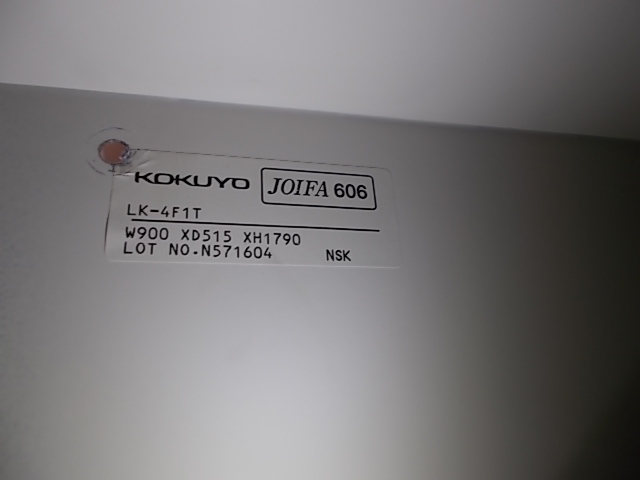 KOKUYO JOIFA 606
LK-4F1T
W900 XD515 XH1790
LOT NO.N571604 NSK